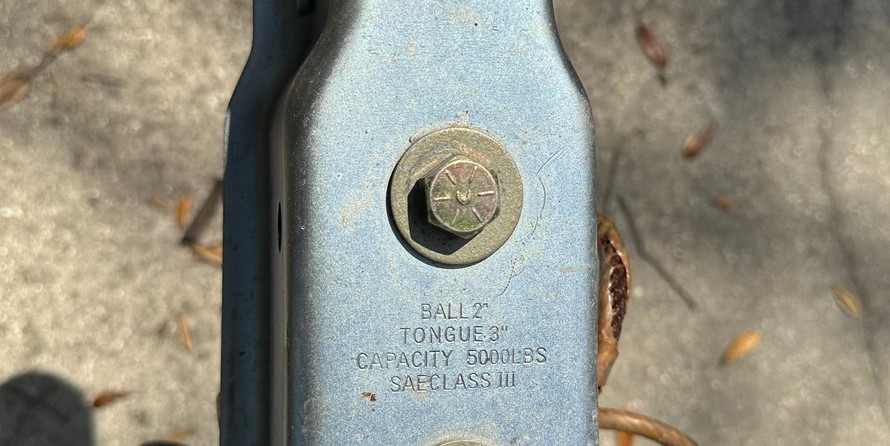 BALL 2"
TONGUE 3"
CAPACITY 5000LBS
SAECLASS III